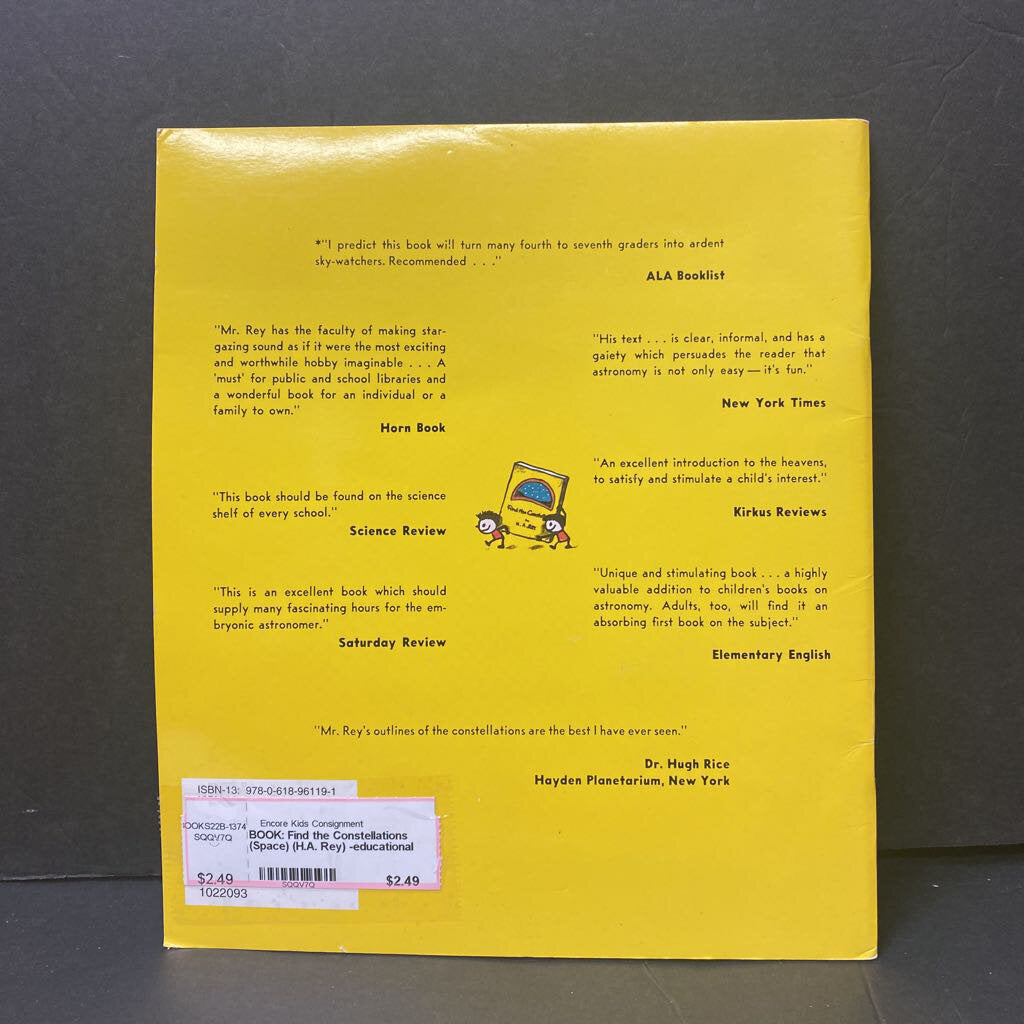 *"I predict this book will turn many fourth to seventh graders into ardent
sky-watchers. Recommended . . ."
ALA Booklist
"Mr. Rey has the faculty of making star-
gazing sound as if it were the most exciting
and worthwhile hobby imaginable . . . A
'must' for public and school libraries and
a wonderful book for an individual or a
family to own."
Horn Book
"This book should be found on the science
shelf of every school."
Science Review
"This is an excellent book which should
supply many fascinating hours for the em-
bryonic astronomer."
Saturday Review
"His text . . . is clear, informal, and has a
gaiety which persuades the reader that
astronomy is not only easy — it's fun."
New York Times
"An excellent introduction to the heavens,
to satisfy and stimulate a child's interest."
Kirkus Reviews
"Unique and stimulating book . . . a highly
valuable addition to children's books on
astronomy. Adults, too, will find it an
absorbing first book on the subject."
Elementary English
Find the
H. A. Rey
"Mr. Rey's outlines of the constellations are the best I have ever seen."
Dr. Hugh Rice
Hayden Planetarium, New York
ISBN-13: 978-0-618-96119-1
OOKS22B-1374
SQQV7Q
Encore Kids Consignment
BOOK: Find the Constellations
(Space) (H.A. Rey) -educational
$2.49
SQQV7Q
$2.49
1022093